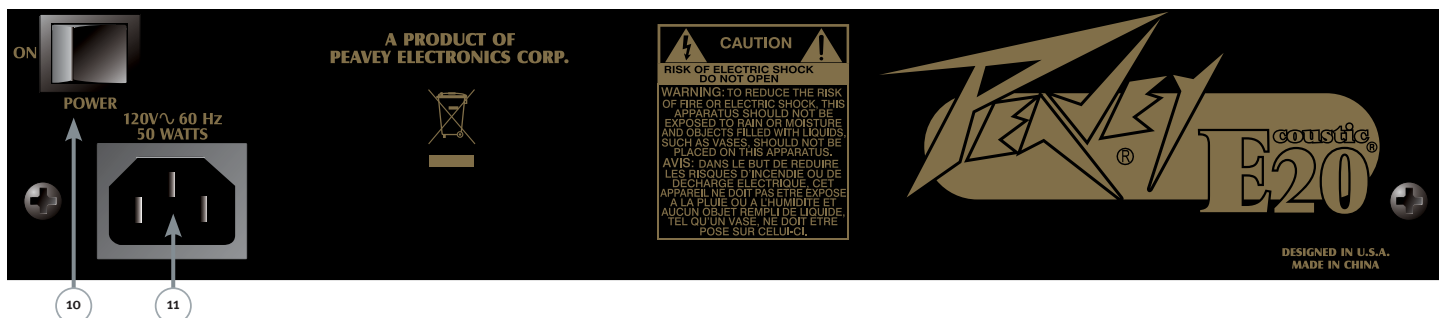 ON
POWER
120V∿ 60 Hz
50 WATTS
A PRODUCT OF
PEAVEY ELECTRONICS CORP.
CAUTION
RISK OF ELECTRIC SHOCK
DO NOT OPEN
WARNING: TO REDUCE THE RISK
OF FIRE OR ELECTRIC SHOCK, THIS
APPARATUS SHOULD NOT BE
EXPOSED TO RAIN OR MOISTURE
AND OBJECTS FILLED WITH LIQUIDS,
SUCH AS VASES, SHOULD NOT BE
PLACED ON THIS APPARATUS.
AVIS: DANS LE BUT DE REDUIRE
LES RISQUES D'INCENDIE OU DE
DECHARGE ELECTRIQUE, CET
APPAREIL NE DOIT PAS ETRE EXPOSE
A LA PLUIE OU A L'HUMIDITE ET
AUCUN OBJET REMPLI DE LIQUIDE,
TEL QU'UN VASE, NE DOIT ETRE
POSE SUR CELUI-CI.
PEAVEY®
Ecoustic®
E20
DESIGNED IN U.S.A.
MADE IN CHINA
10
11